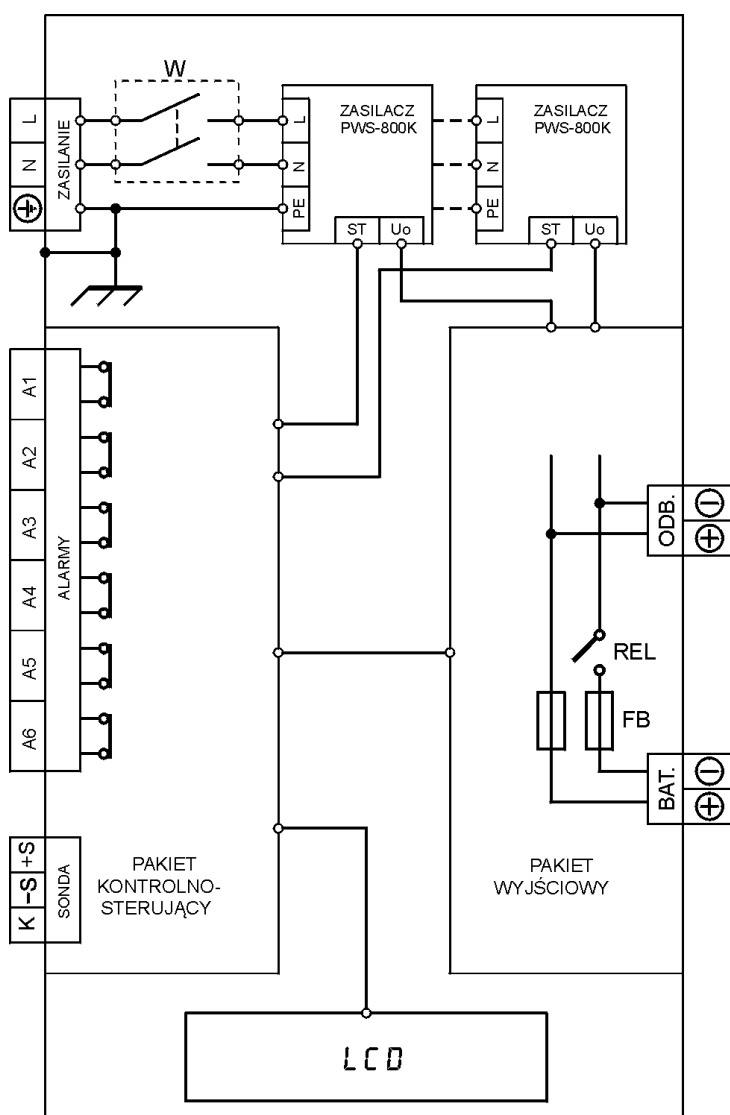 W
L
N
ZASILANIE
ZASILACZ
PWS-800K
L
N
PE
ST
Uo
ZASILACZ
PWS-800K
L
N
PE
ST
Uo
A1
A2
A3
A4
A5
A6
ALARMY
ODB.
−
+
REL
FB
BAT.
−
+
+S
−S
K
SONDA
PAKIET
KONTROLNO-
STERUJĄCY
PAKIET
WYJŚCIOWY
LCD